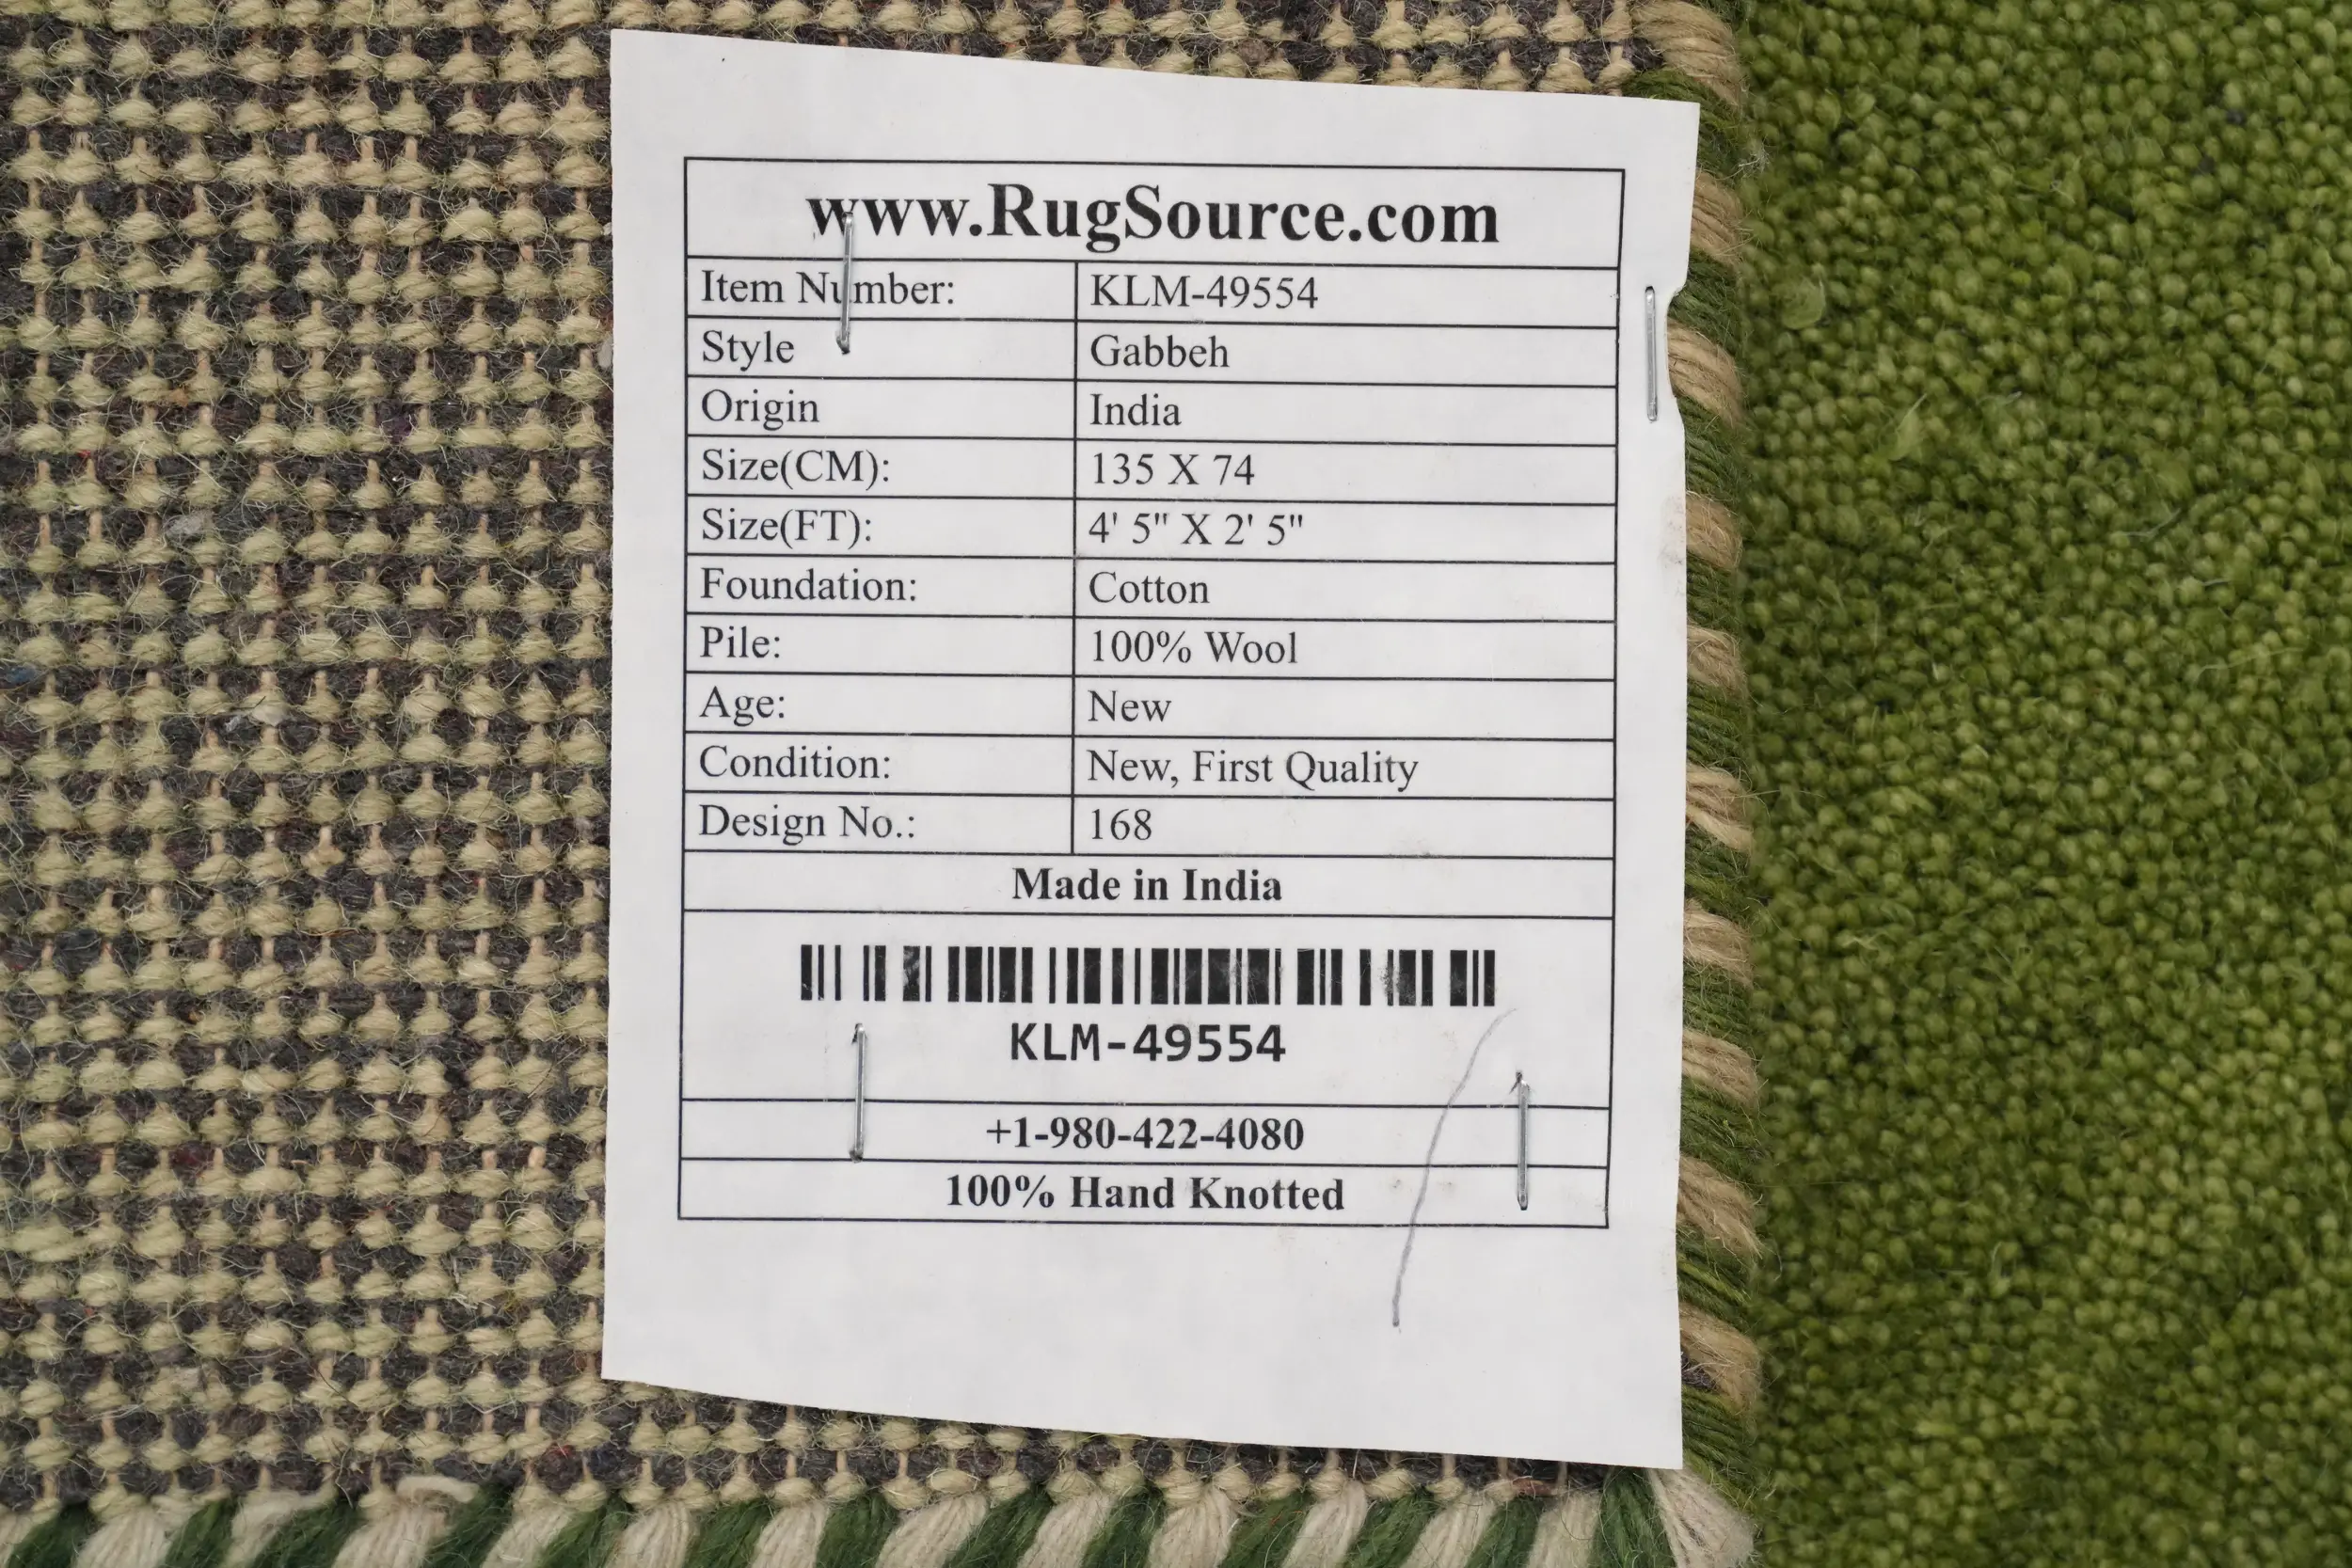 www.RugSource.com
Item Number: KLM-49554
Style Gabbeh
Origin India
Size(CM): 135 X 74
Size(FT): 4' 5" X 2' 5"
Foundation: Cotton
Pile: 100% Wool
Age: New
Condition: New, First Quality
Design No.: 168
Made in India
KLM-49554
+1-980-422-4080
100% Hand Knotted